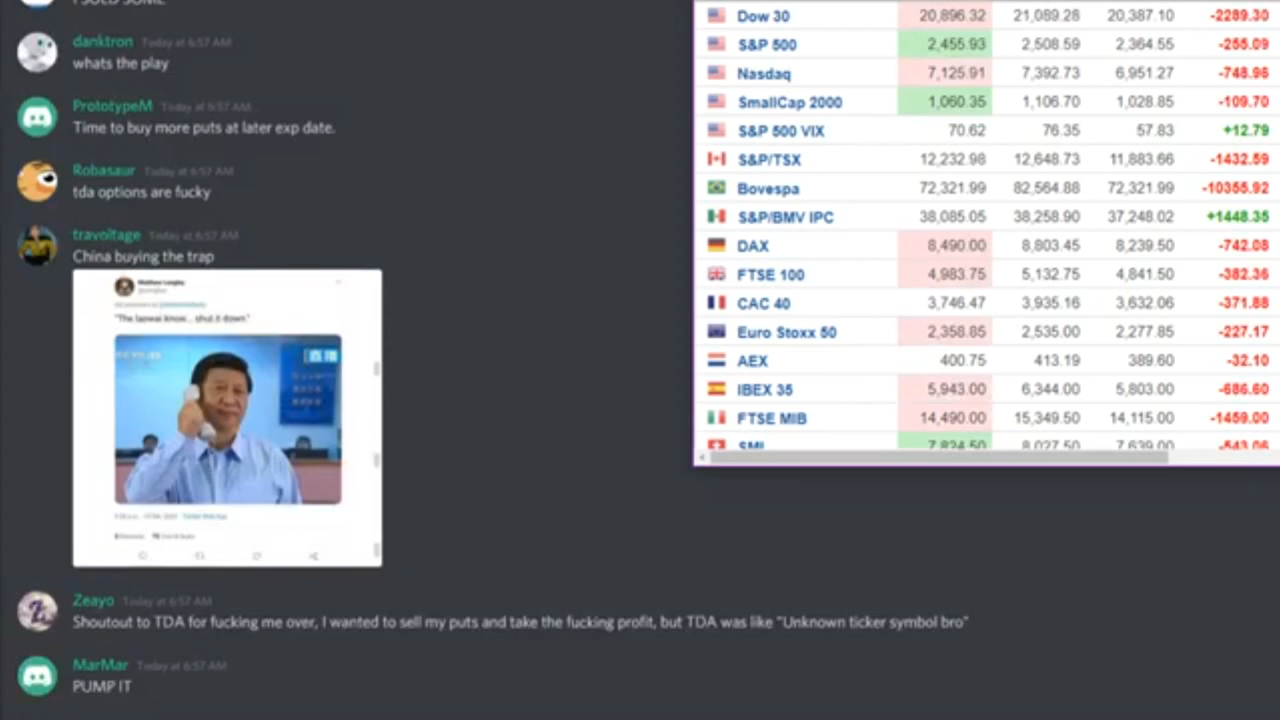 danktron Today at 6:57 AM
whats the play
PrototypeM Today at 6:57 AM
Time to buy more puts at later exp date.
Robasaur Today at 6:57 AM
tda options are fucky
travoltage Today at 6:57 AM
China buying the trap
"The laowai know... shut it down."
Zeayo Today at 6:57 AM
Shoutout to TDA for fucking me over, I wanted to sell my puts and take the fucking profit, but TDA was like "Unknown ticker symbol bro"
MarMar Today at 6:57 AM
PUMP IT
Dow 30 20,896.32 21,089.28 20,387.10 -2289.30
S&P 500 2,455.93 2,508.59 2,364.55 -255.09
Nasdaq 7,125.91 7,392.73 6,951.27 -748.96
SmallCap 2000 1,060.35 1,106.70 1,028.85 -109.70
S&P 500 VIX 70.62 76.35 57.83 +12.79
S&P/TSX 12,232.98 12,648.73 11,883.66 -1432.59
Bovespa 72,321.99 82,564.88 72,321.99 -10355.92
S&P/BMV IPC 38,085.05 38,258.90 37,248.02 +1448.35
DAX 8,490.00 8,803.45 8,239.50 -742.08
FTSE 100 4,983.75 5,132.75 4,841.50 -382.36
CAC 40 3,746.47 3,935.16 3,632.06 -371.88
Euro Stoxx 50 2,358.85 2,535.00 2,277.85 -227.17
AEX 400.75 413.19 389.60 -32.10
IBEX 35 5,943.00 6,344.00 5,803.00 -686.60
FTSE MIB 14,490.00 15,349.50 14,115.00 -1459.00
SMI 7,824.50 8,027.50 7,639.00 -543.06